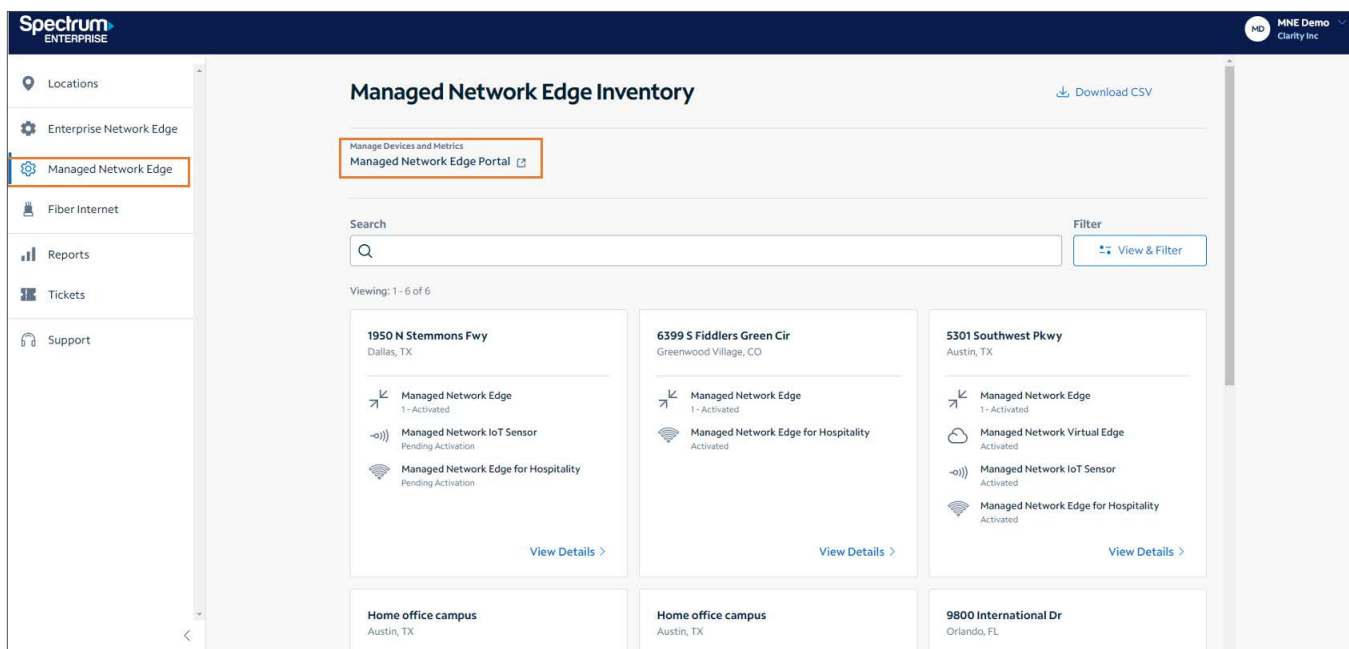 Spectrum
ENTERPRISE
MD
MNE Demo
Clarity Inc
Locations
Enterprise Network Edge
Managed Network Edge
Fiber Internet
Reports
Tickets
Support
Managed Network Edge Inventory
Download CSV
Manage Devices and Metrics
Managed Network Edge Portal
Search
Filter
View & Filter
Viewing: 1 - 6 of 6
1950 N Stemmons Fwy
Dallas, TX
Managed Network Edge
1 - Activated
Managed Network IoT Sensor
Pending Activation
Managed Network Edge for Hospitality
Pending Activation
View Details
6399 S Fiddlers Green Cir
Greenwood Village, CO
Managed Network Edge
1 - Activated
Managed Network Edge for Hospitality
Activated
View Details
5301 Southwest Pkwy
Austin, TX
Managed Network Edge
1 - Activated
Managed Network Virtual Edge
Activated
Managed Network IoT Sensor
Activated
Managed Network Edge for Hospitality
Activated
View Details
Home office campus
Austin, TX
Home office campus
Austin, TX
9800 International Dr
Orlando, FL